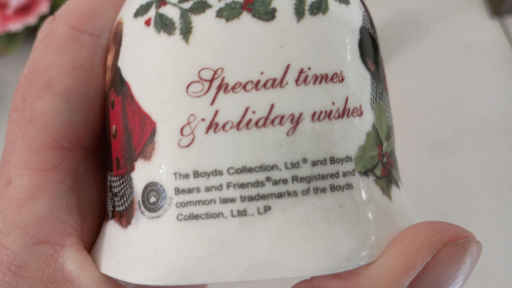 Special times
& holiday wishes
The Boyds Collection, Ltd.® and Boyds
Bears and Friends® are Registered and
common law trademarks of the Boyds
Collection, Ltd., LP